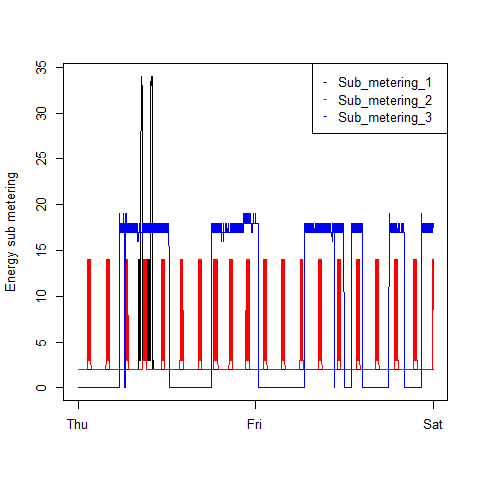 35
30
25
20
15
10
5
0
Energy sub metering
Sub_metering_1
Sub_metering_2
Sub_metering_3
Thu Fri Sat